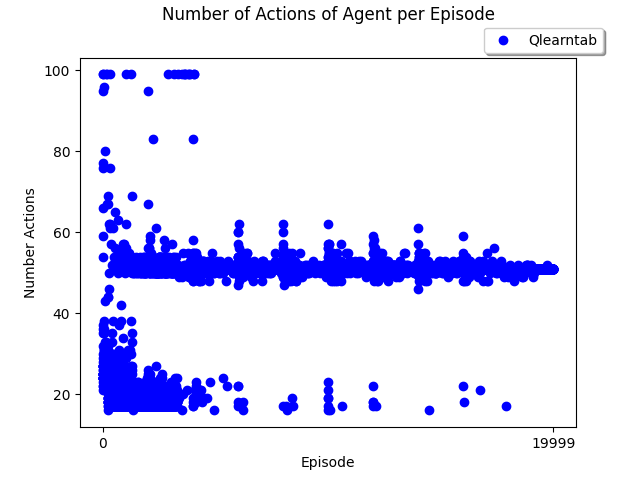 Number of Actions of Agent per Episode
Qlearntab
100
80
60
40
20
Number Actions
0
19999
Episode